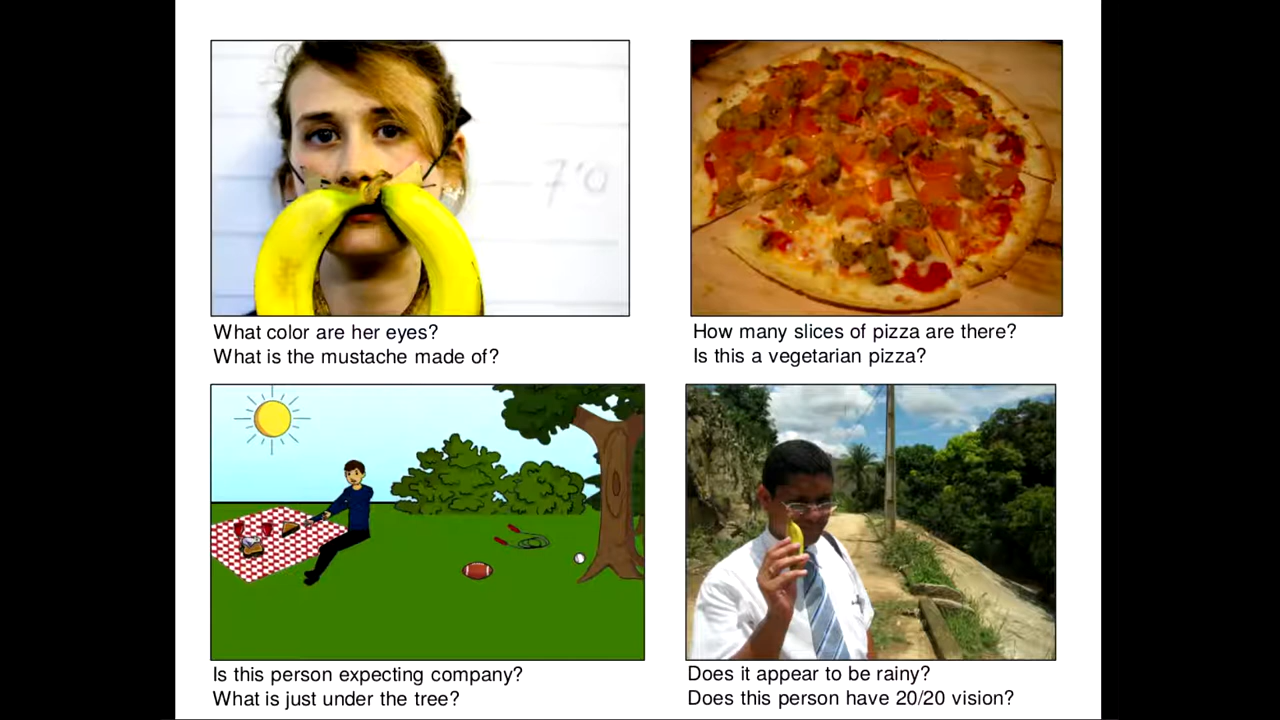 7'0
What color are her eyes?
What is the mustache made of?
How many slices of pizza are there?
Is this a vegetarian pizza?
Is this person expecting company?
What is just under the tree?
Does it appear to be rainy?
Does this person have 20/20 vision?